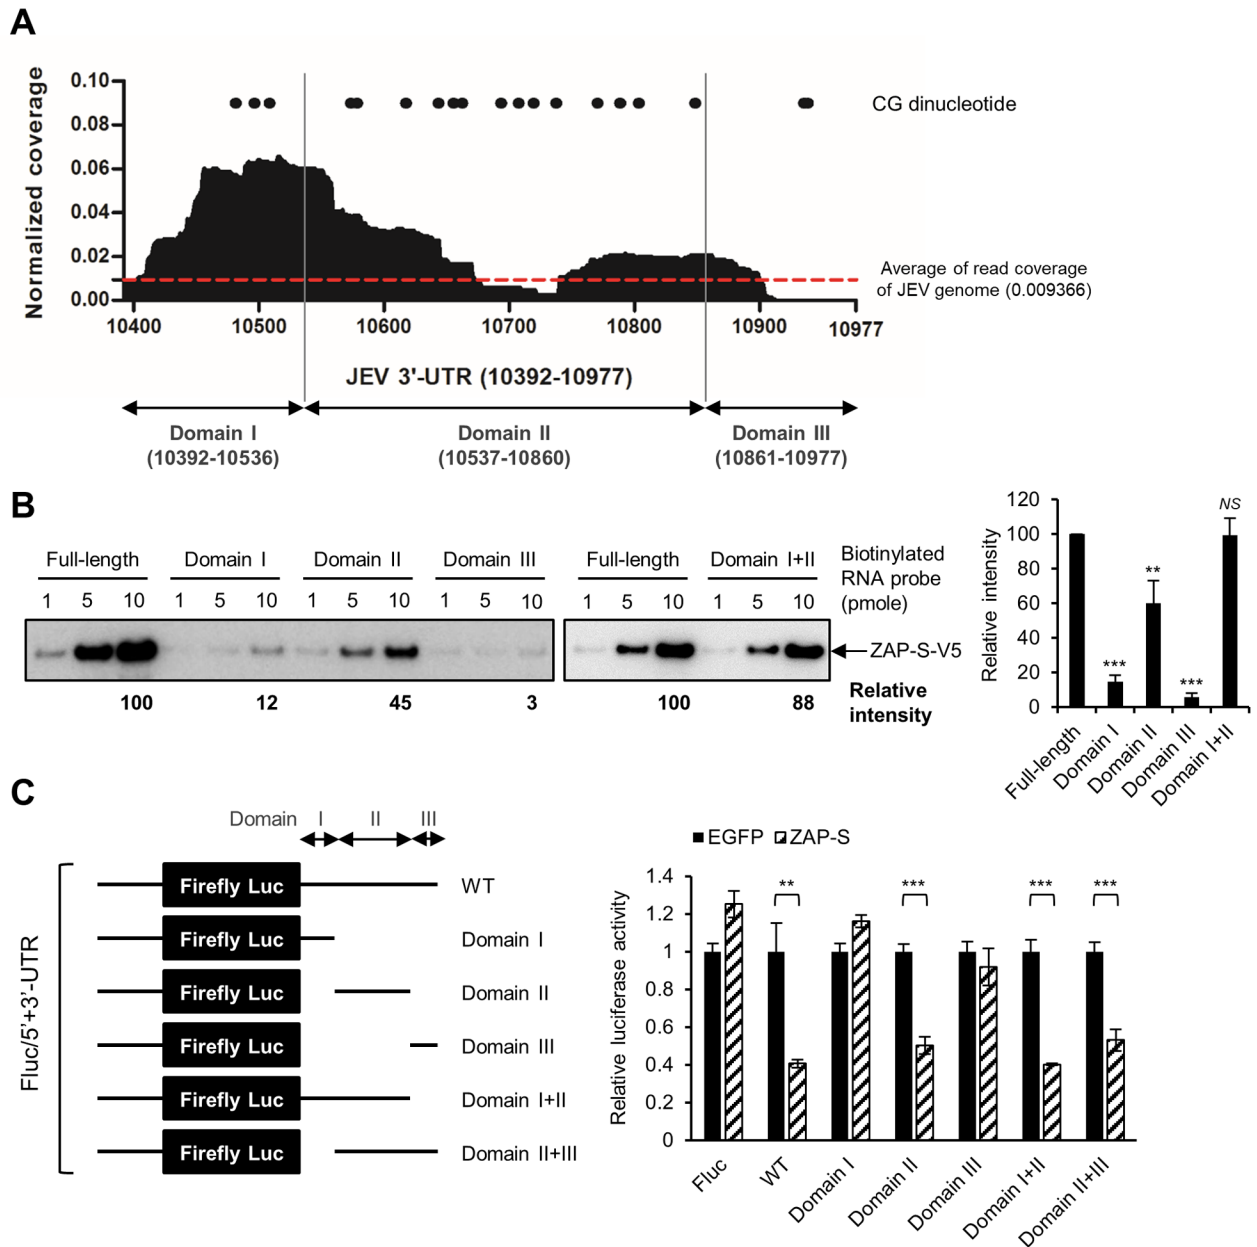 A
Normalized coverage
0.10
0.08
0.06
0.04
0.02
0.00
CG dinucleotide
Average of read coverage
of JEV genome (0.009366)
10400
10500
10600
10700
10800
10900
10977
JEV 3'-UTR (10392-10977)
Domain I
(10392-10536)
Domain II
(10537-10860)
Domain III
(10861-10977)
B
Full-length
Domain I
Domain II
Domain III
Full-length
Domain I+II
1 5 10 1 5 10 1 5 10 1 5 10 1 5 10 1 5 10
Biotinylated
RNA probe
(pmole)
ZAP-S-V5
100 12 45 3 100 88
Relative
intensity
Relative intensity
120
100
80
60
40
20
0
***
**
***
NS
Full-length
Domain I
Domain II
Domain III
Domain I+II
C
Domain I II III
Fluc/5'+3'-UTR
Firefly Luc WT
Firefly Luc Domain I
Firefly Luc Domain II
Firefly Luc Domain III
Firefly Luc Domain I+II
Firefly Luc Domain II+III
EGFP ZAP-S
Relative luciferase activity
1.4
1.2
1
0.8
0.6
0.4
0.2
0
**
***
***
***
Fluc
WT
Domain I
Domain II
Domain III
Domain I+II
Domain II+III